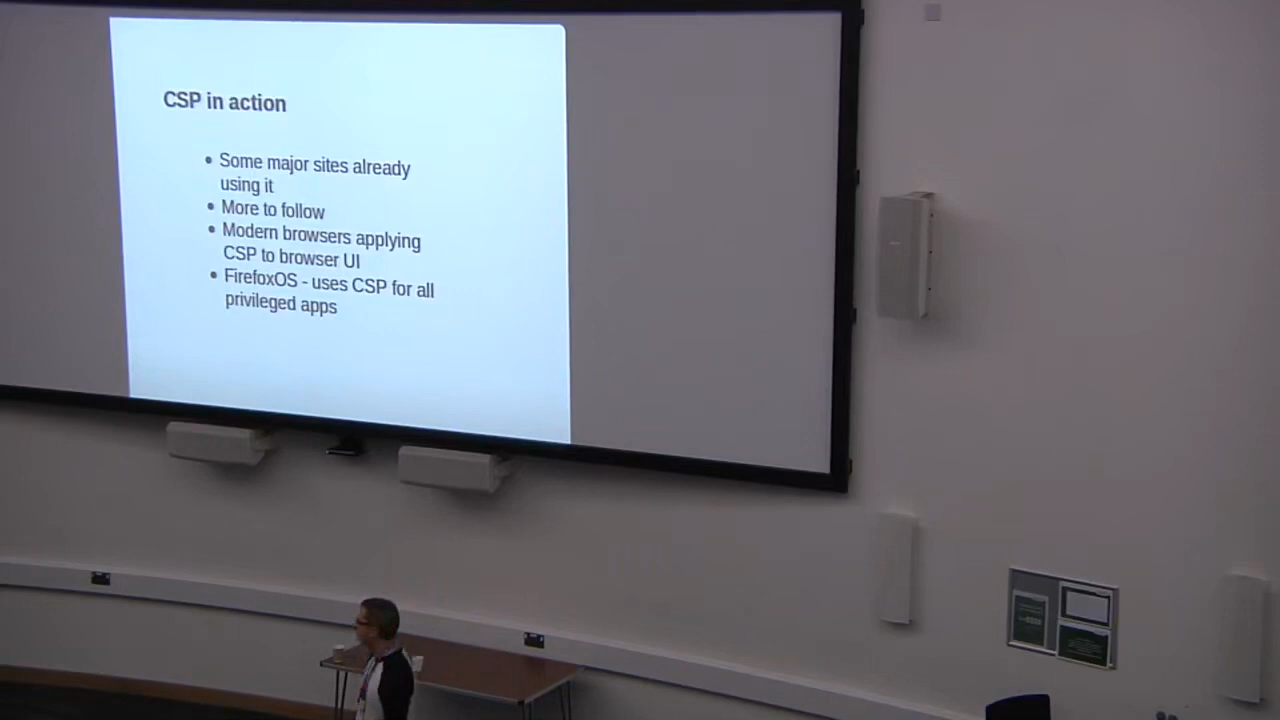 CSP in action
• Some major sites already
using it
• More to follow
• Modern browsers applying
CSP to browser UI
• FirefoxOS - uses CSP for all
privileged apps